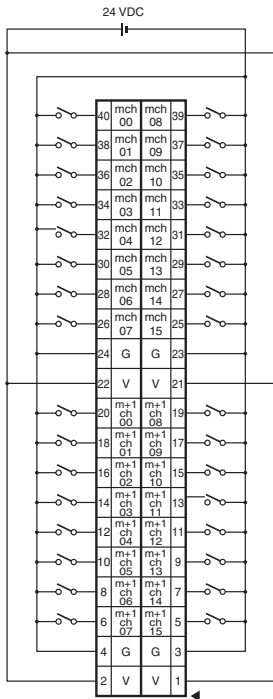 24 VDC
40 mch 00 mch 08 39
38 mch 01 mch 09 37
36 mch 02 mch 10 35
34 mch 03 mch 11 33
32 mch 04 mch 12 31
30 mch 05 mch 13 29
28 mch 06 mch 14 27
26 mch 07 mch 15 25
24 G G 23
22 V V 21
20 m+1 ch 00 m+1 ch 08 19
18 m+1 ch 01 m+1 ch 09 17
16 m+1 ch 02 m+1 ch 10 15
14 m+1 ch 03 m+1 ch 11 13
12 m+1 ch 04 m+1 ch 12 11
10 m+1 ch 05 m+1 ch 13 9
8 m+1 ch 06 m+1 ch 14 7
6 m+1 ch 07 m+1 ch 15 5
4 G G 3
2 V V 1